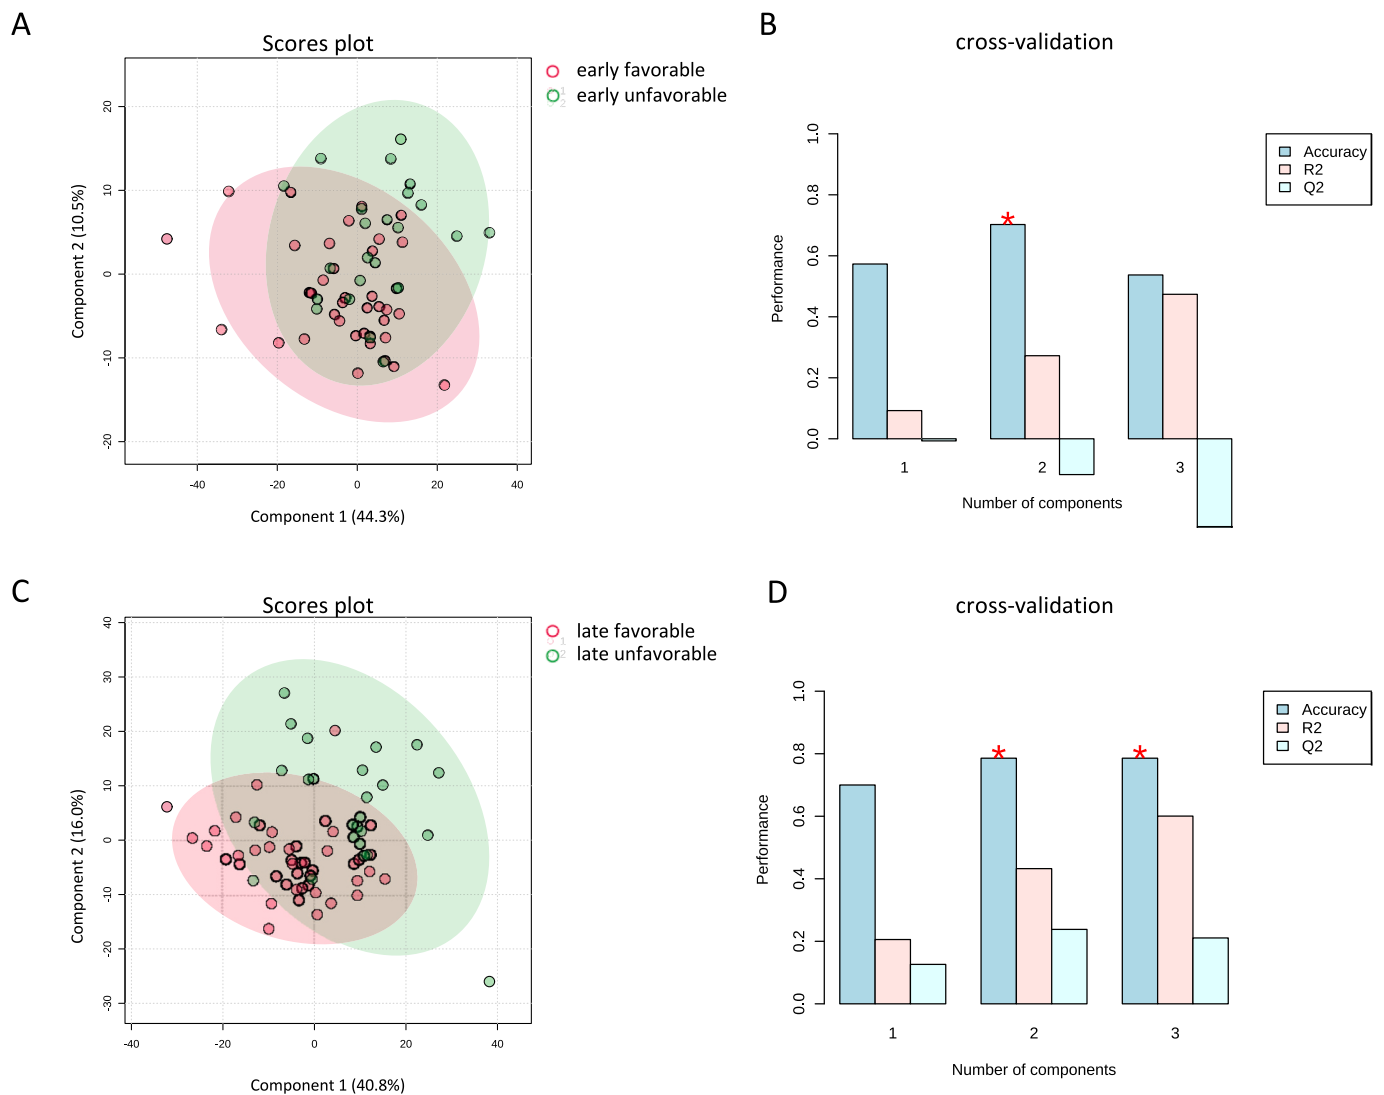 A
Scores plot
early favorable
early unfavorable
1
2
20
10
0
-10
-20
Component 2 (10.5%)
-40
-20
0
20
40
Component 1 (44.3%)
B
cross-validation
Accuracy
R2
Q2
1.0
0.8
0.6
0.4
0.2
0.0
Performance
*
1
2
3
Number of components
C
Scores plot
late favorable
late unfavorable
1
2
40
30
20
10
0
-10
-20
-30
Component 2 (16.0%)
-40
-20
0
20
40
Component 1 (40.8%)
D
cross-validation
Accuracy
R2
Q2
1.0
0.8
0.6
0.4
0.2
0.0
Performance
*
*
1
2
3
Number of components